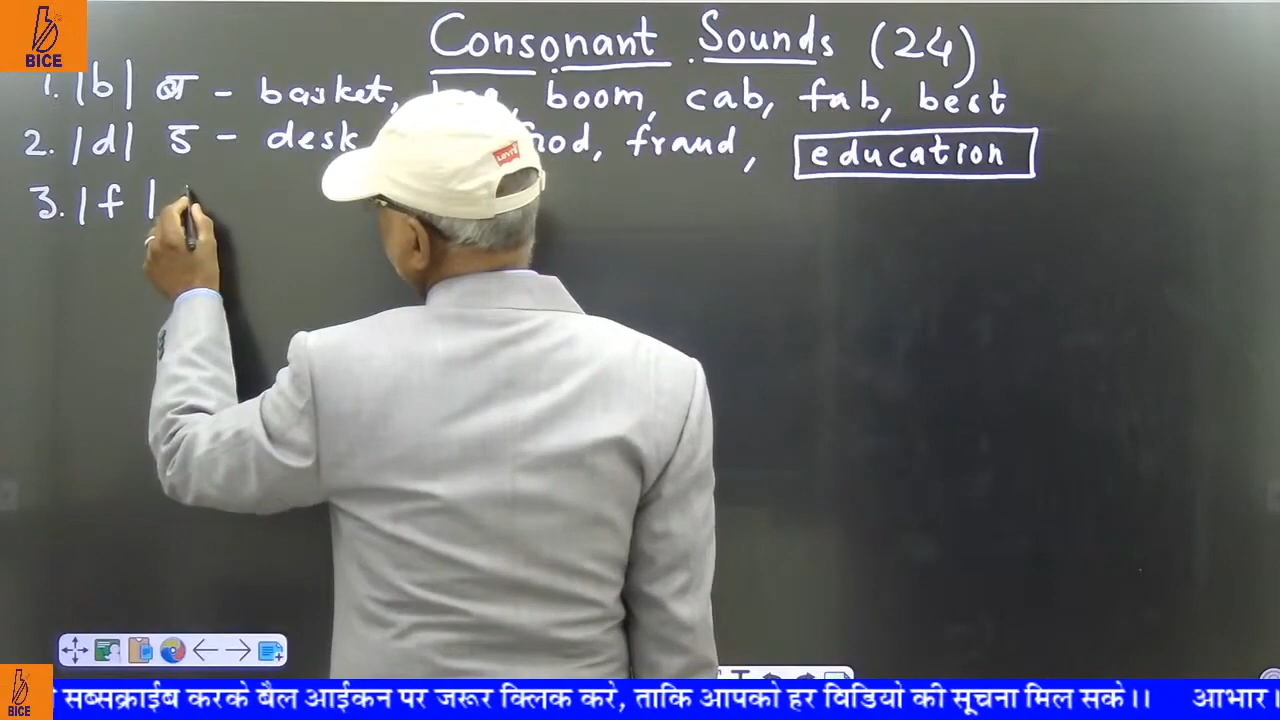 BICE
Consonant Sounds (24)
1. |b| ब - basket, boom, cab, fab, best
2. |d| ड - desk fraud, education
3. |f |
LEVI'S
BICE
सब्सक्राईब करके बैल आईकन पर जरूर क्लिक करे, ताकि आपको हर विडियो की सूचना मिल सके।। आभार।